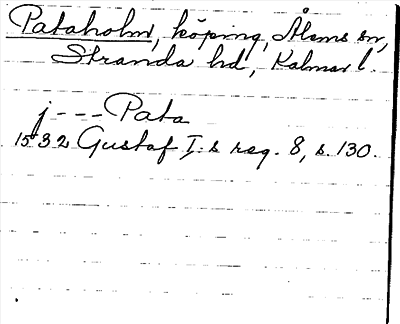 Pataholm, köping, Ålems sn,
Stranda hd, Kalmar l.
j --- Pata
1532 Gustaf I:s reg. 8, s. 130.